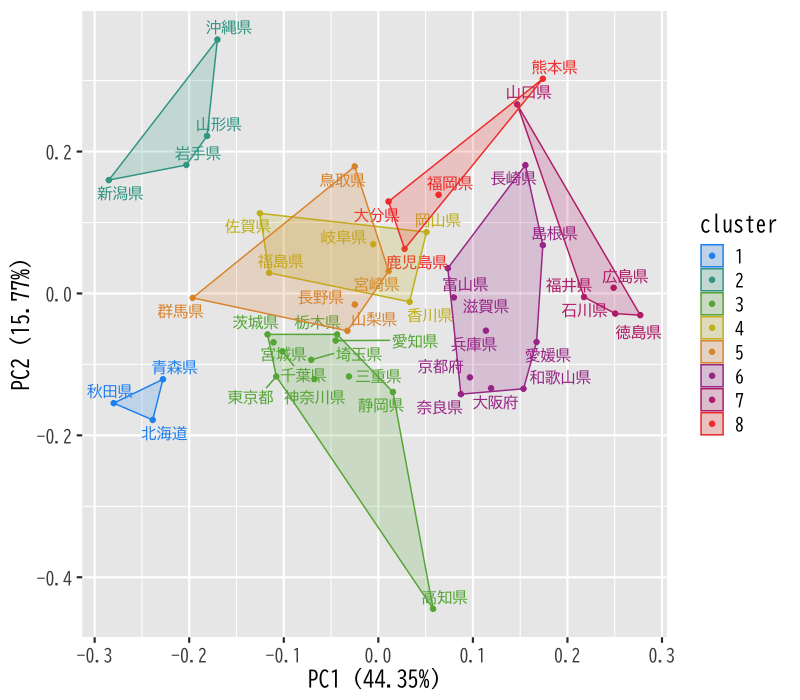 沖縄県
熊本県
山口県
山形県
0.2
岩手県
新潟県
長崎県
鳥取県
福岡県
大分県
佐賀県
岡山県
岐阜県
島根県
cluster
1
2
3
4
5
6
7
8
福島県
鹿児島県
広島県
宮崎県
富山県
福井県
0.0
長野県
滋賀県
群馬県
山梨県
香川県
石川県
茨城県
栃木県
徳島県
愛知県
兵庫県
宮城県
埼玉県
愛媛県
青森県
京都府
千葉県
三重県
和歌山県
秋田県
東京都
神奈川県
静岡県
奈良県
大阪府
北海道
-0.2
-0.4
高知県
-0.3
-0.2
-0.1
0.0
0.1
0.2
0.3
PC1 (44.35%)
PC2 (15.77%)